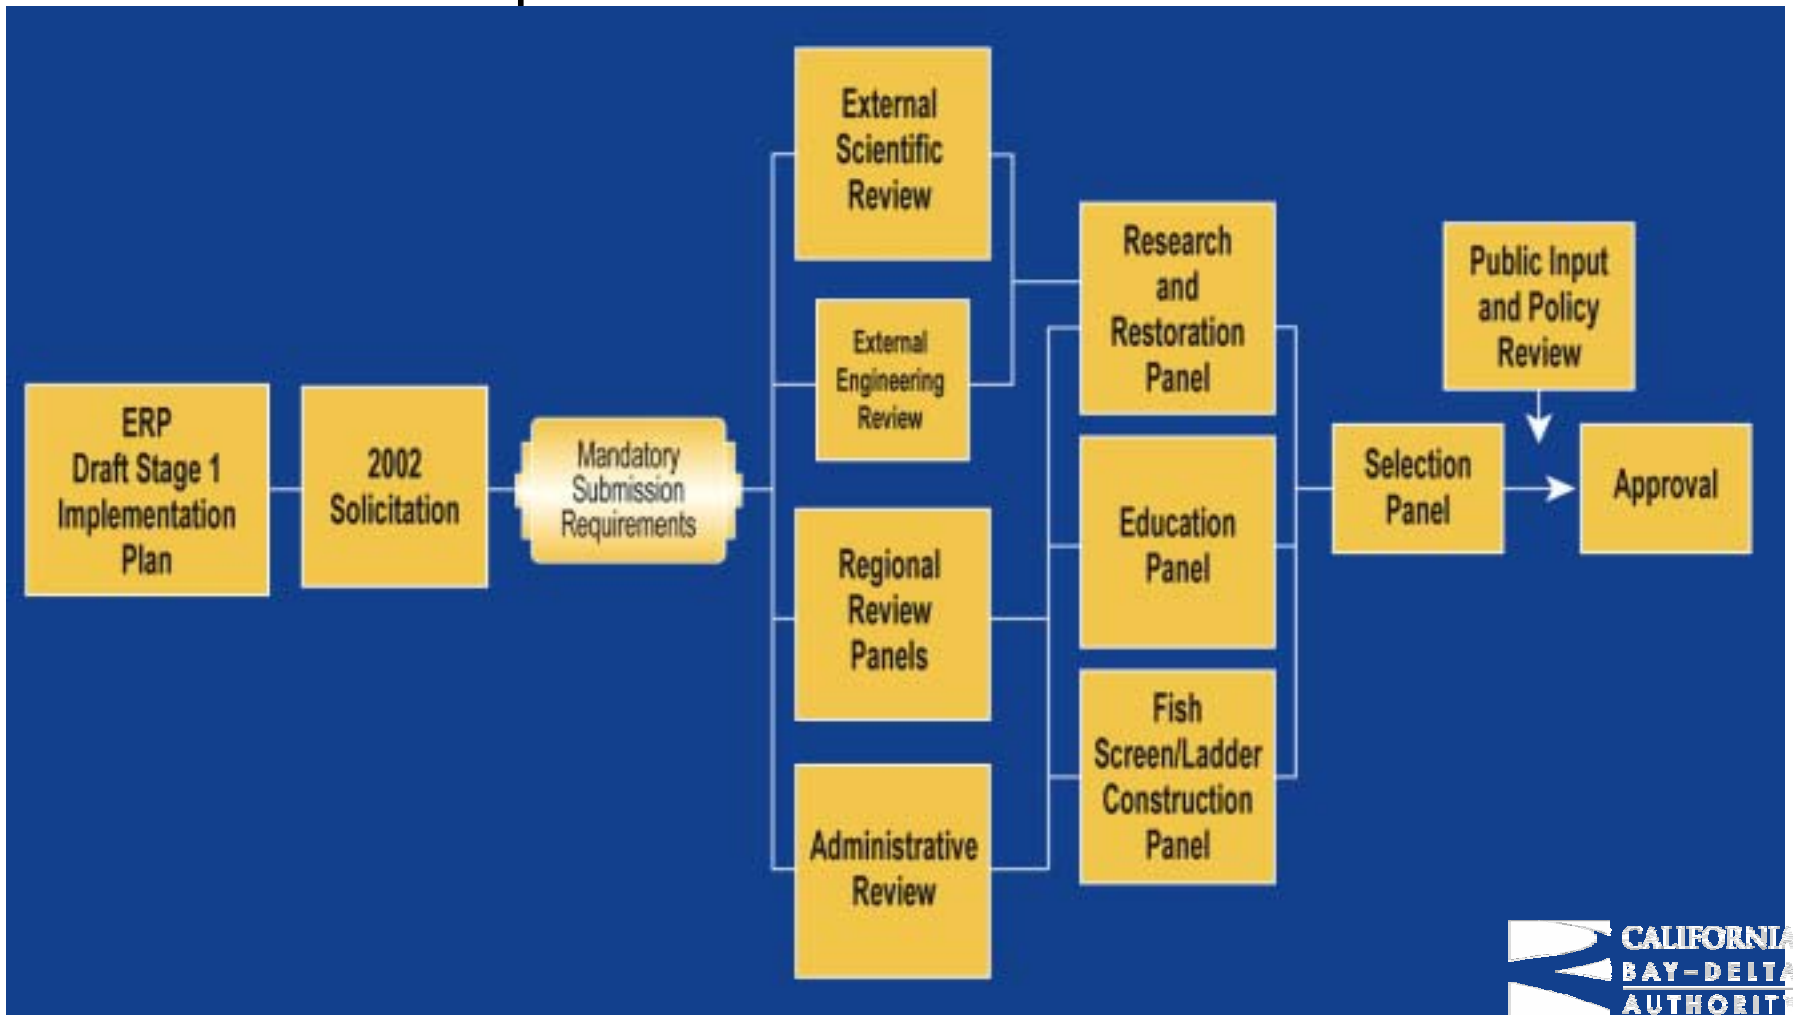 ERP
Draft Stage 1
Implementation
Plan
2002
Solicitation
Mandatory
Submission
Requirements
External
Scientific
Review
External
Engineering
Review
Regional
Review
Panels
Administrative
Review
Research
and
Restoration
Panel
Education
Panel
Fish
Screen/Ladder
Construction
Panel
Selection
Panel
Public Input
and Policy
Review
Approval
CALIFORNIA
BAY–DELTA
AUTHORITY